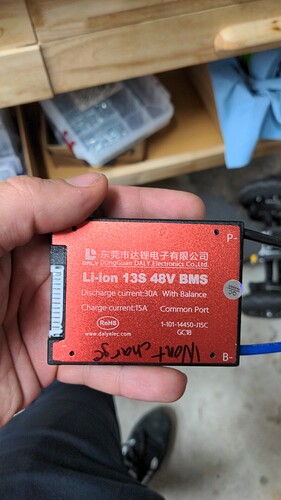 P-
东莞市达锂电子有限公司
DALY DongGuan DALY Electronics Co.,Ltd
Li-ion 13S 48V BMS
Discharge current:30A With Balance
Charge current:15A Common Port
RoHS 1-101-14450-J15C
GC1B
www.dalyelec.com
Wont charge
B-